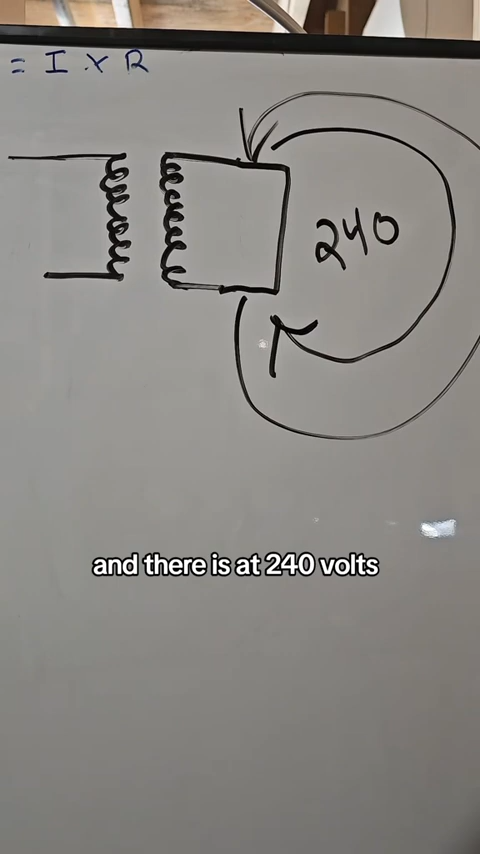 = I x R
240
and there is at 240 volts